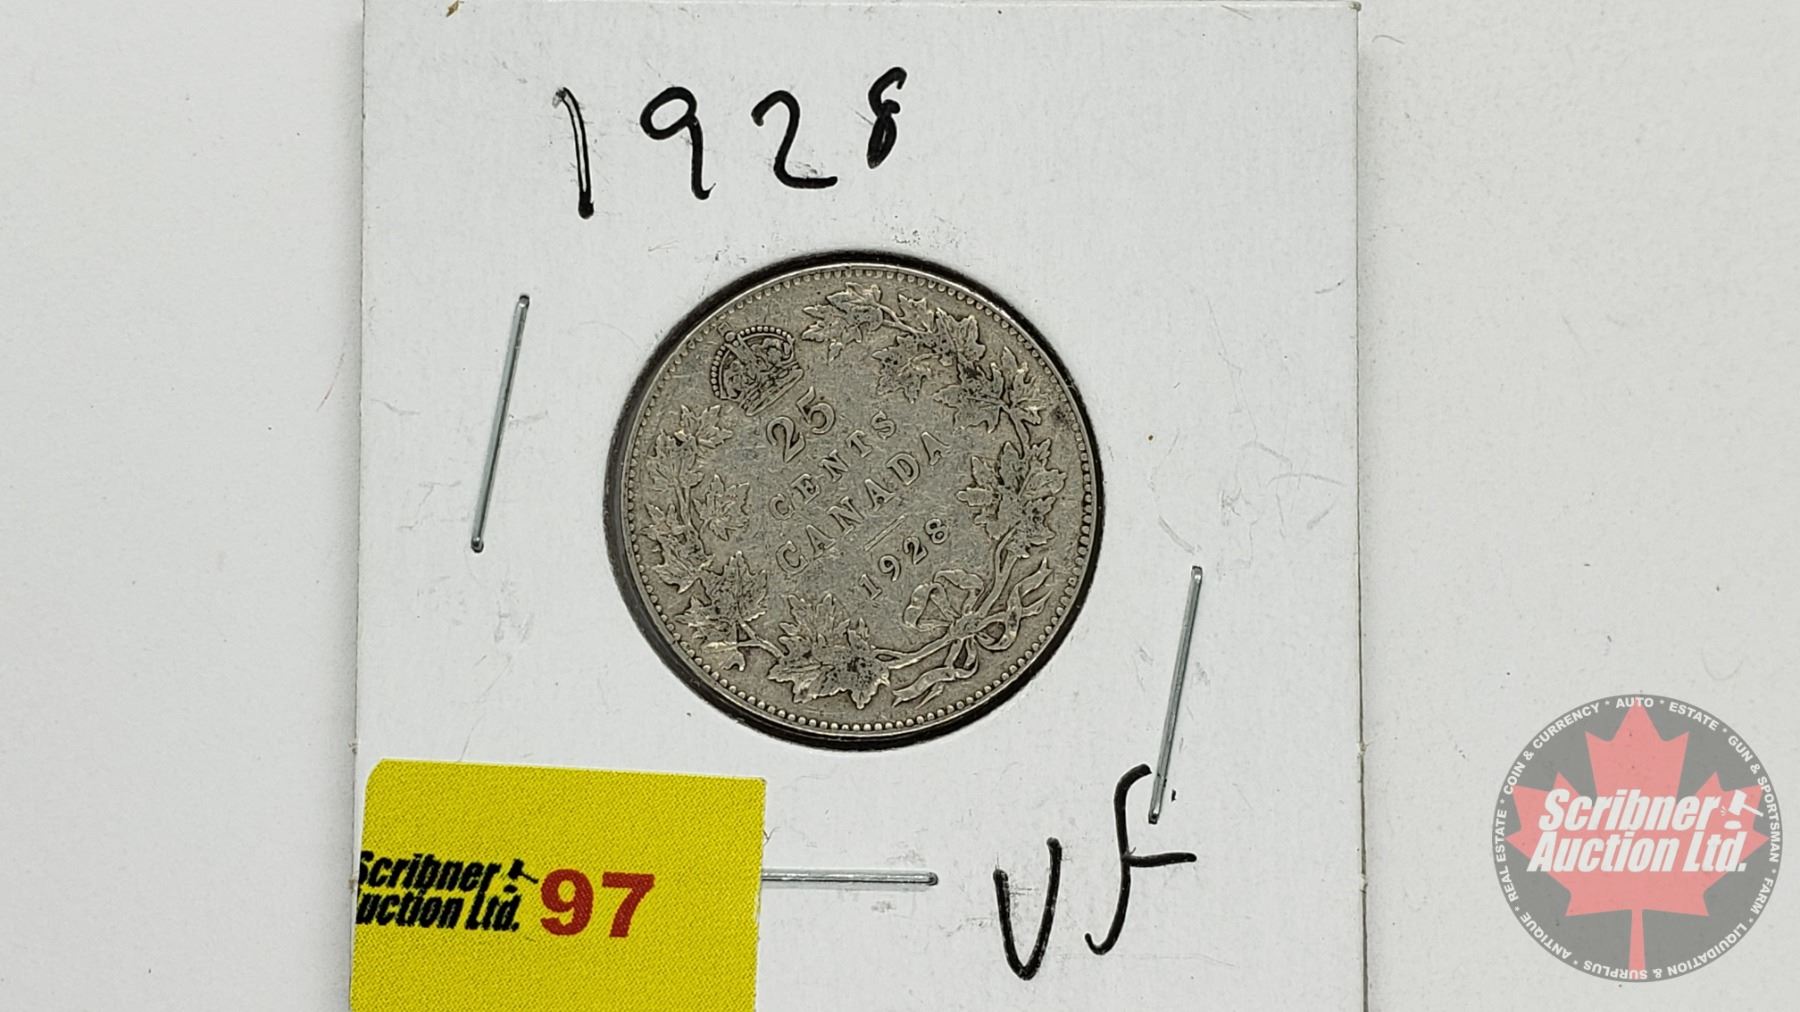 1928
25
CENTS
CANADA
1928
VF
Scribner
uction Ltd. 97
COIN & CURRENCY * AUTO * ESTATE * GUN & SPORTSMAN * FARM * LIQUIDATION & SURPLUS * ANTIQUE * REAL ESTATE *
Scribner
Auction Ltd.